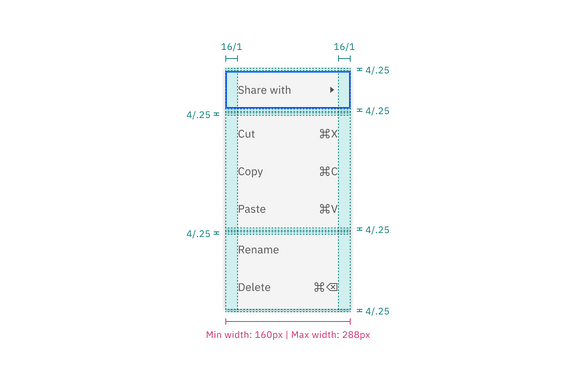 16/1 16/1
4/.25
Share with
4/.25
4/.25
Cut ⌘X
Copy ⌘C
Paste ⌘V
4/.25
4/.25
Rename
Delete ⌘⌫
4/.25
Min width: 160px | Max width: 288px